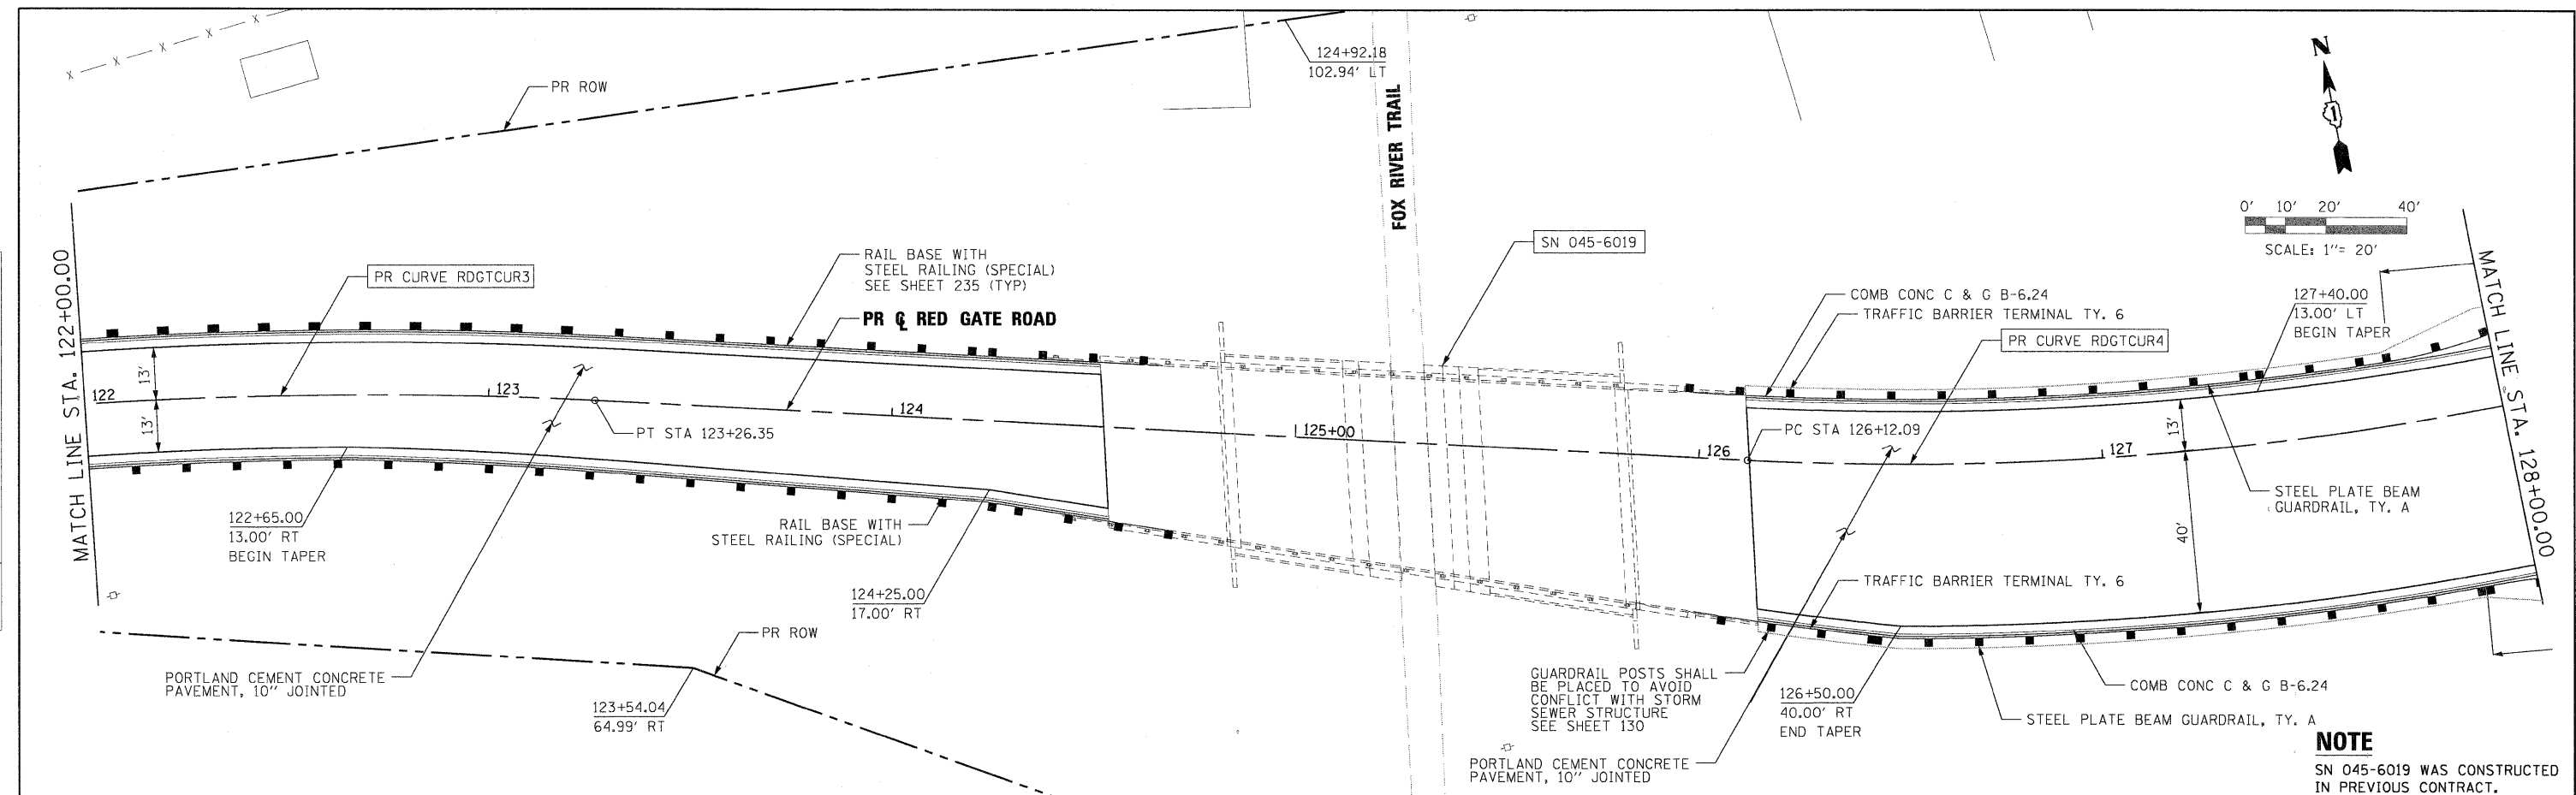 124+92.18
102.94' LT
PR ROW
FOX RIVER TRAIL
N
1
0' 10' 20' 40'
SCALE: 1"= 20'
MATCH LINE STA. 122+00.00
PR CURVE RDGTCUR3
RAIL BASE WITH
STEEL RAILING (SPECIAL)
SEE SHEET 235 (TYP)
PR ℄ RED GATE ROAD
SN 045-6019
COMB CONC C & G B-6.24
TRAFFIC BARRIER TERMINAL TY. 6
PR CURVE RDGTCUR4
127+40.00
13.00' LT
BEGIN TAPER
MATCH LINE STA. 128+00.00
122
13'
13'
123
124
125+00
126
127
13'
40'
PT STA 123+26.35
PC STA 126+12.09
STEEL PLATE BEAM
GUARDRAIL, TY. A
122+65.00
13.00' RT
BEGIN TAPER
RAIL BASE WITH
STEEL RAILING (SPECIAL)
124+25.00
17.00' RT
TRAFFIC BARRIER TERMINAL TY. 6
PR ROW
PORTLAND CEMENT CONCRETE
PAVEMENT, 10" JOINTED
123+54.04
64.99' RT
GUARDRAIL POSTS SHALL
BE PLACED TO AVOID
CONFLICT WITH STORM
SEWER STRUCTURE
SEE SHEET 130
126+50.00
40.00' RT
END TAPER
COMB CONC C & G B-6.24
STEEL PLATE BEAM GUARDRAIL, TY. A
PORTLAND CEMENT CONCRETE
PAVEMENT, 10" JOINTED
NOTE
SN 045-6019 WAS CONSTRUCTED
IN PREVIOUS CONTRACT.
X X X X X